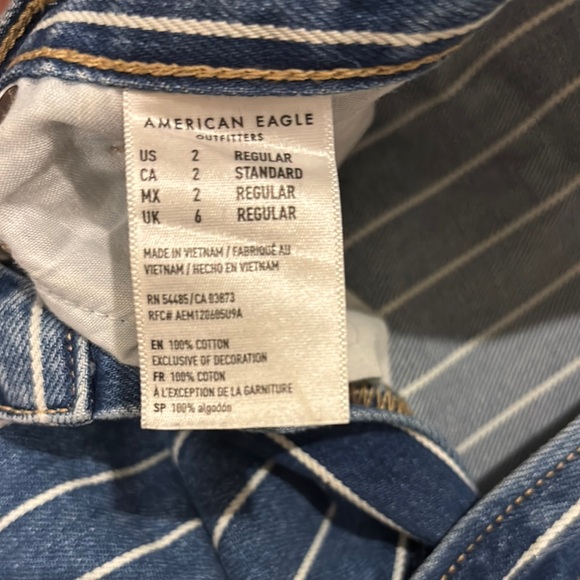 AMERICAN EAGLE
OUTFITTERS
US 2 REGULAR
CA 2 STANDARD
MX 2 REGULAR
UK 6 REGULAR
MADE IN VIETNAM / FABRIQUÉ AU
VIETNAM / HECHO EN VIETNAM
RN 54485/CA 03873
RFC# AEM120605U9A
EN 100% COTTON
EXCLUSIVE OF DECORATION
FR 100% COTON
À L'EXCEPTION DE LA GARNITURE
SP 100% algodón